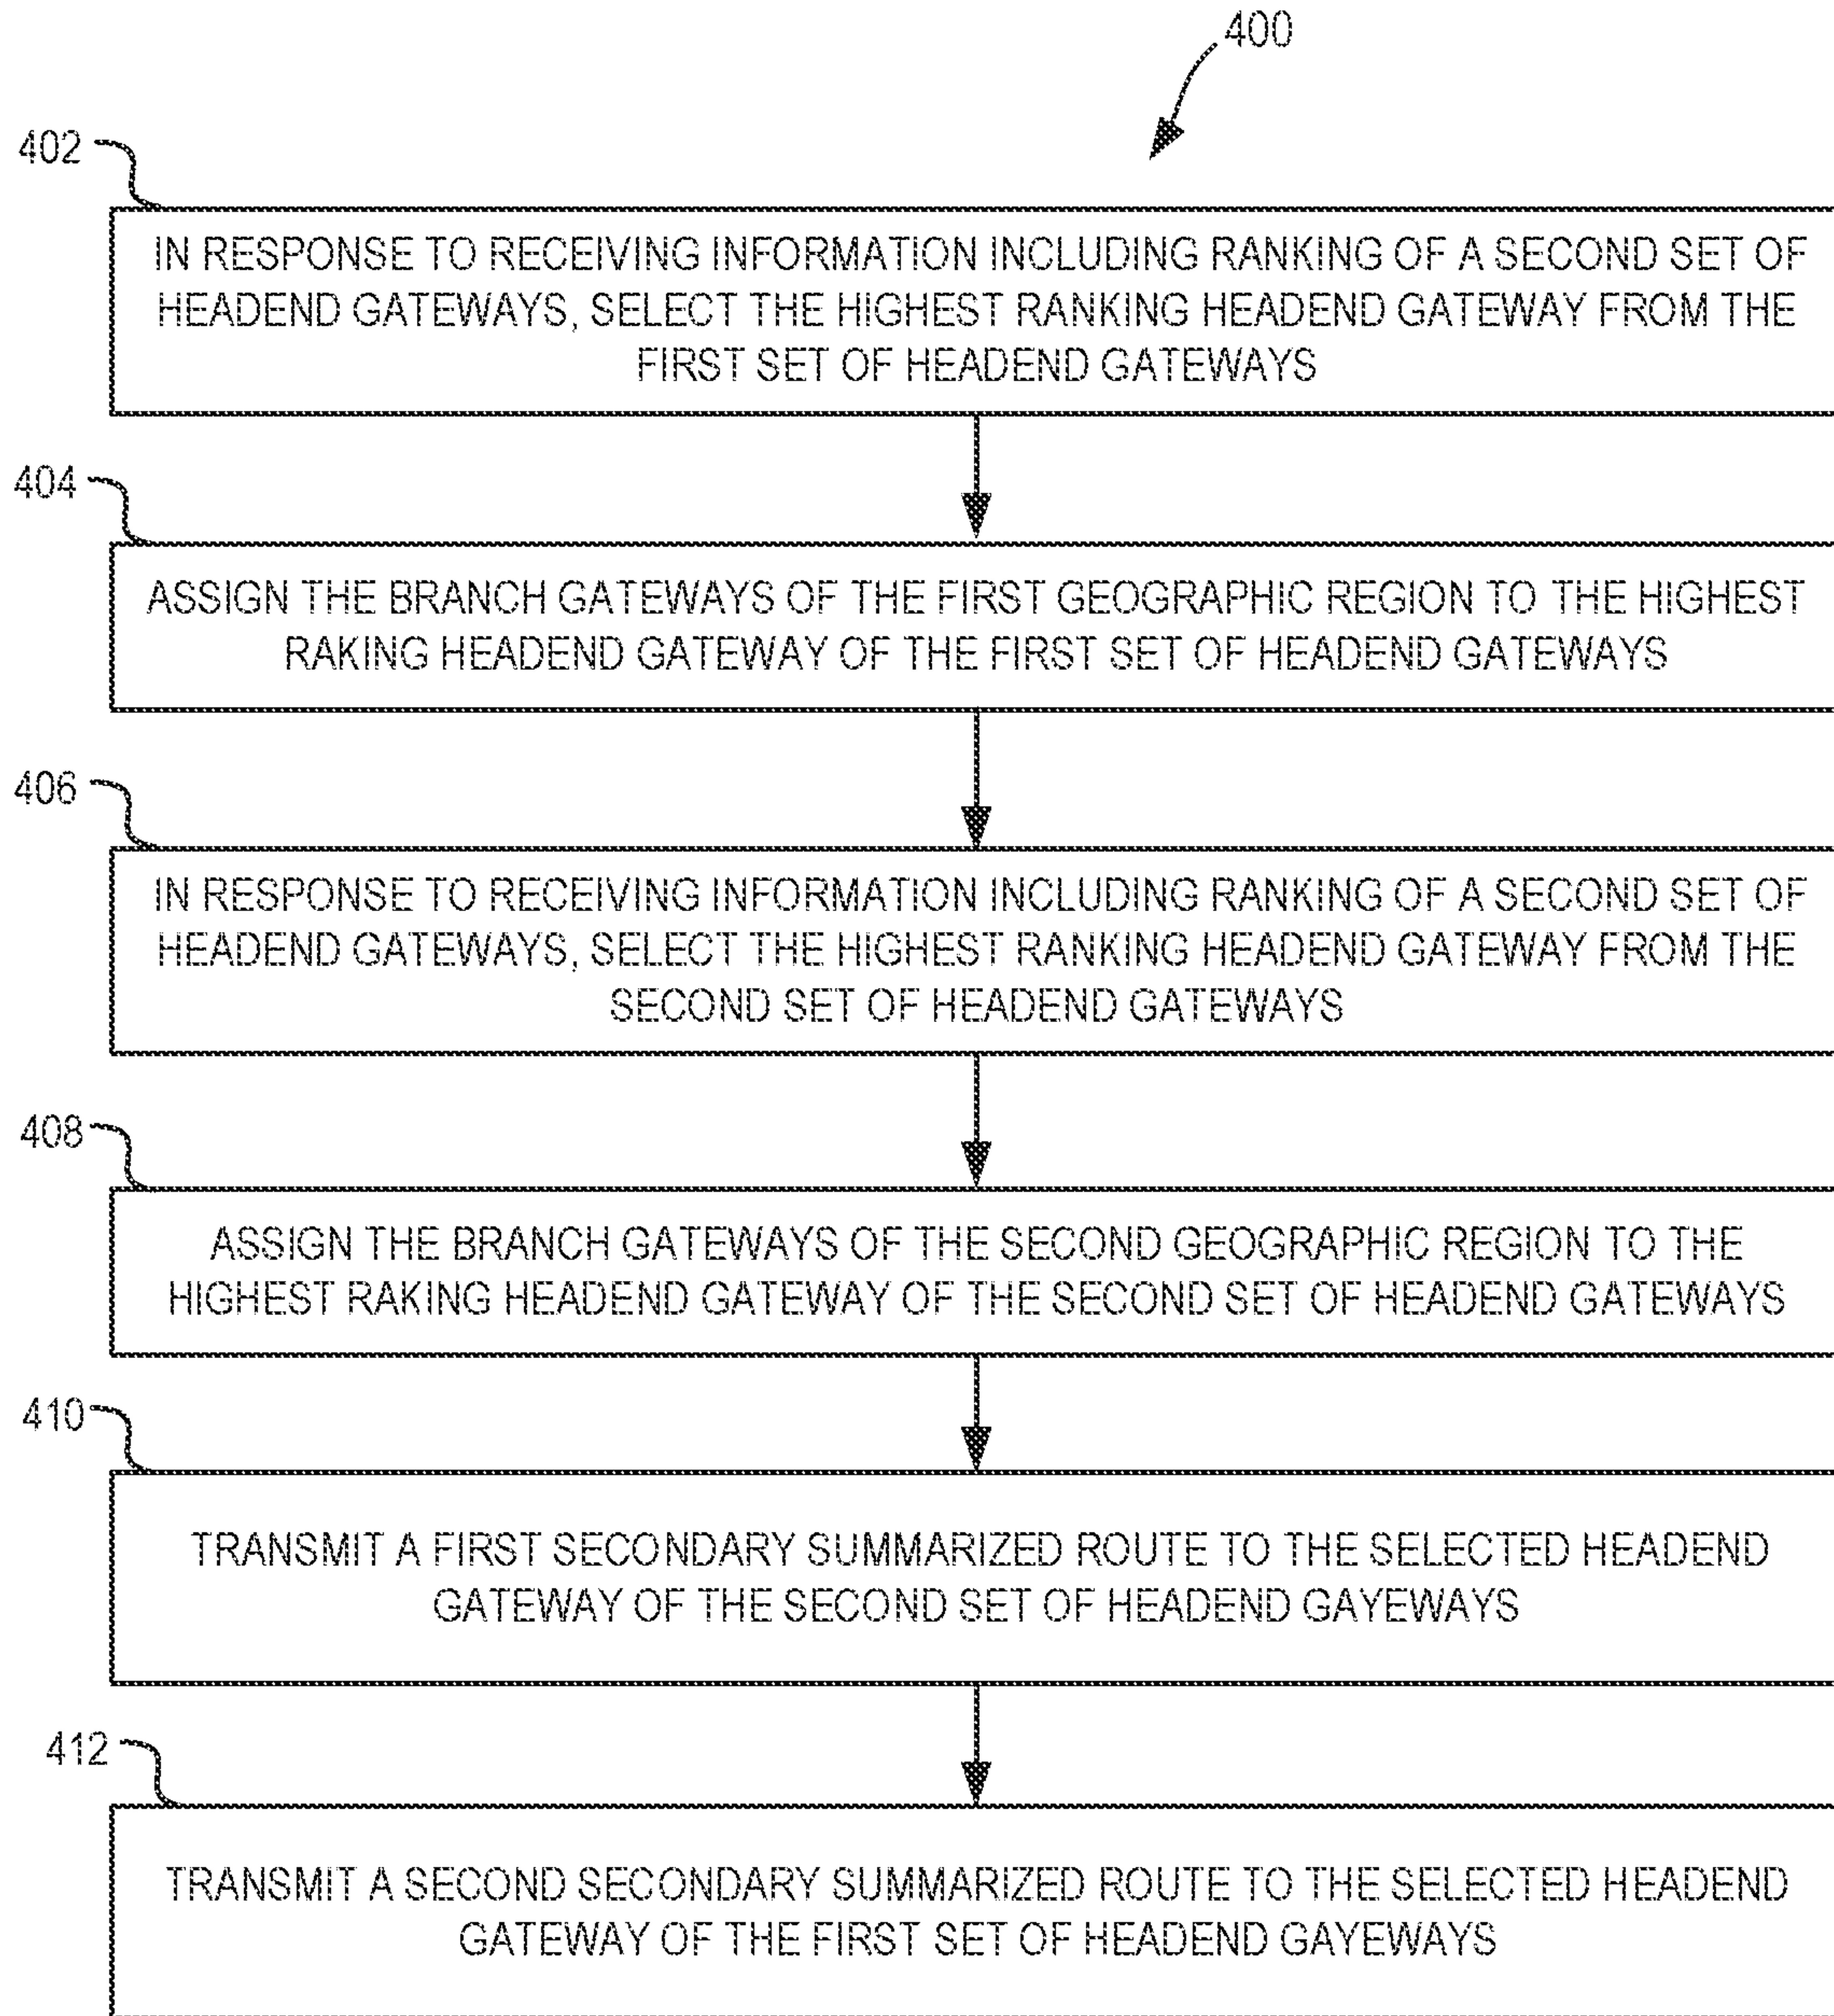 400
402
IN RESPONSE TO RECEIVING INFORMATION INCLUDING RANKING OF A SECOND SET OF
HEADEND GATEWAYS, SELECT THE HIGHEST RANKING HEADEND GATEWAY FROM THE
FIRST SET OF HEADEND GATEWAYS
404
ASSIGN THE BRANCH GATEWAYS OF THE FIRST GEOGRAPHIC REGION TO THE HIGHEST
RAKING HEADEND GATEWAY OF THE FIRST SET OF HEADEND GATEWAYS
406
IN RESPONSE TO RECEIVING INFORMATION INCLUDING RANKING OF A SECOND SET OF
HEADEND GATEWAYS, SELECT THE HIGHEST RANKING HEADEND GATEWAY FROM THE
SECOND SET OF HEADEND GATEWAYS
408
ASSIGN THE BRANCH GATEWAYS OF THE SECOND GEOGRAPHIC REGION TO THE
HIGHEST RAKING HEADEND GATEWAY OF THE SECOND SET OF HEADEND GATEWAYS
410
TRANSMIT A FIRST SECONDARY SUMMARIZED ROUTE TO THE SELECTED HEADEND
GATEWAY OF THE SECOND SET OF HEADEND GAYEWAYS
412
TRANSMIT A SECOND SECONDARY SUMMARIZED ROUTE TO THE SELECTED HEADEND
GATEWAY OF THE FIRST SET OF HEADEND GAYEWAYS